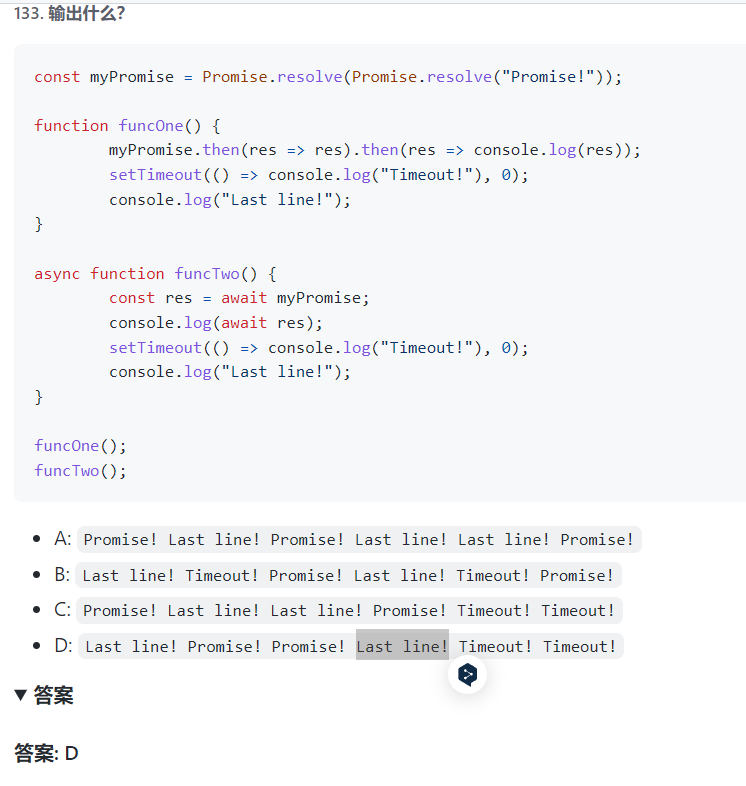 133. 输出什么？
const myPromise = Promise.resolve(Promise.resolve("Promise!"));
function funcOne() {
myPromise.then(res => res).then(res => console.log(res));
setTimeout(() => console.log("Timeout!"), 0);
console.log("Last line!");
}
async function funcTwo() {
const res = await myPromise;
console.log(await res);
setTimeout(() => console.log("Timeout!"), 0);
console.log("Last line!");
}
funcOne();
funcTwo();
A: Promise! Last line! Promise! Last line! Last line! Promise!
B: Last line! Timeout! Promise! Last line! Timeout! Promise!
C: Promise! Last line! Last line! Promise! Timeout! Timeout!
D: Last line! Promise! Promise! Last line! Timeout! Timeout!
答案
答案: D